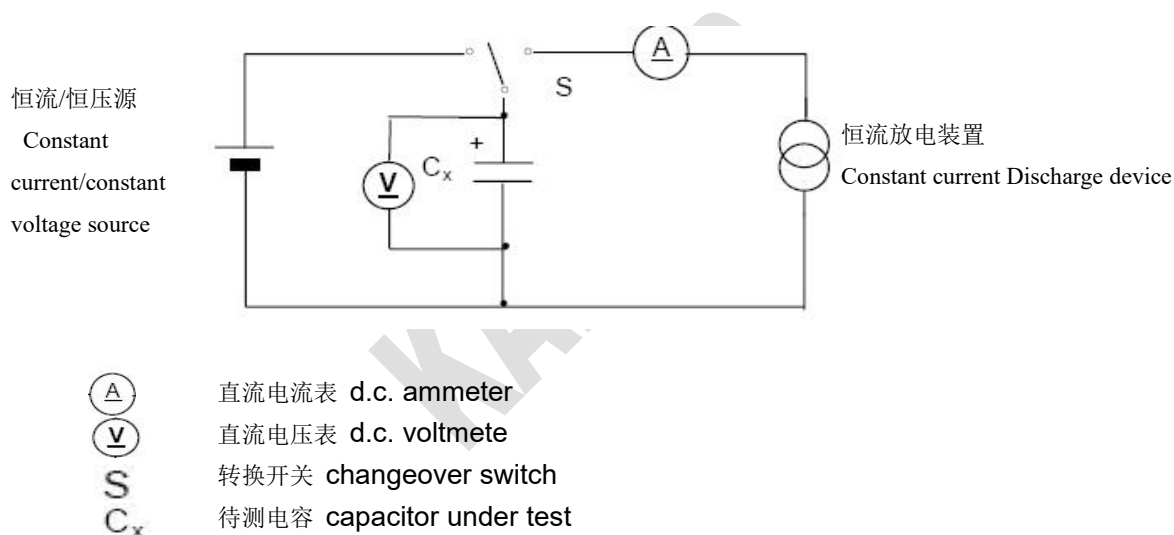 A
S
恒流/恒压源
Constant
current/constant
voltage source
+
V
Cx
恒流放电装置
Constant current Discharge device
A 直流电流表 d.c. ammeter
V 直流电压表 d.c. voltmete
S 转换开关 changeover switch
Cx 待测电容 capacitor under test